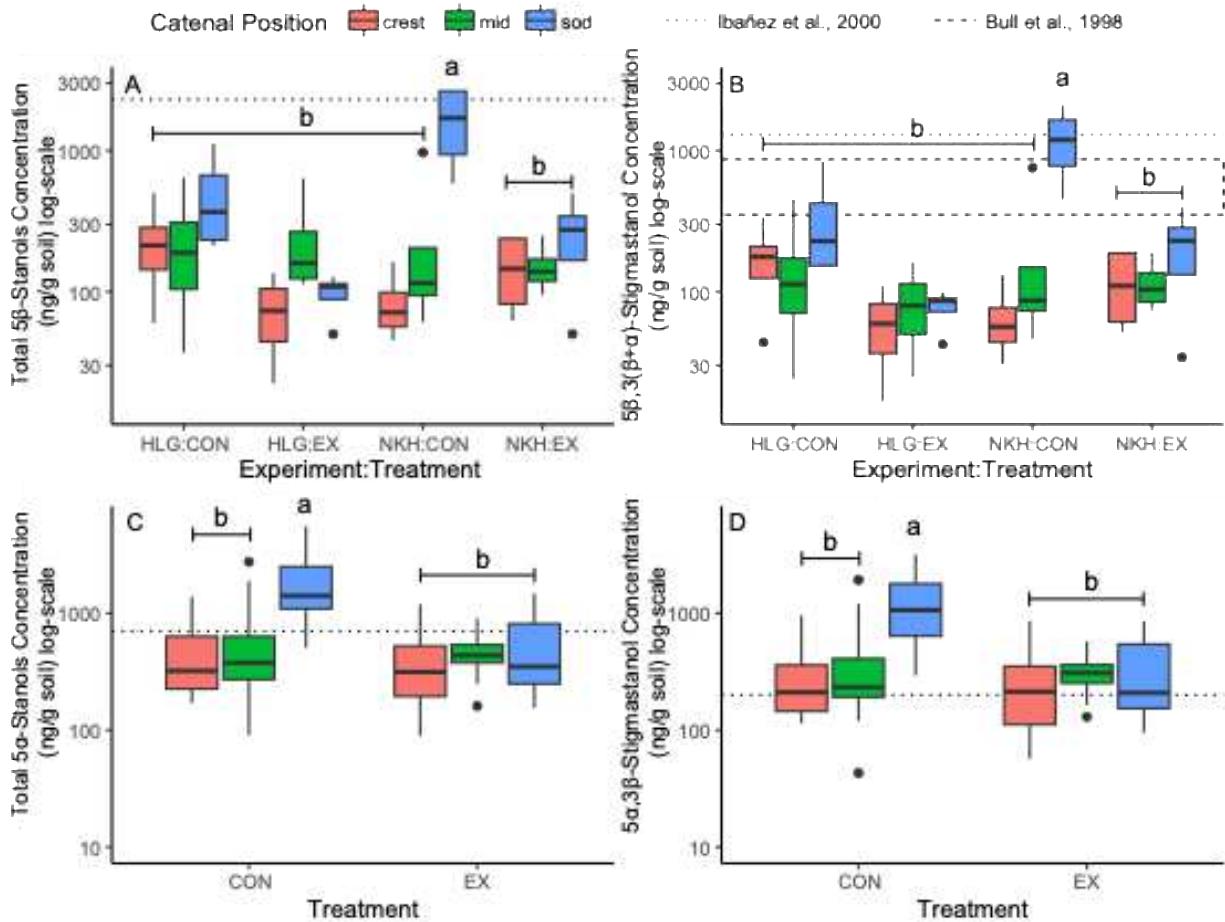 Catenal Position crest mid sod Ibañez et al., 2000 Bull et al., 1998
A
Total 5β-Stanols Concentration
(ng/g soil) log-scale
3000
1000
300
100
30
a
b
b
HLG:CON HLG:EX NKH:CON NKH:EX
Experiment:Treatment
B
5β,3(β+α)-Stigmastanol Concentration
(ng/g soil) log-scale
3000
1000
300
100
30
a
b
b
HLG:CON HLG:EX NKH:CON NKH:EX
Experiment:Treatment
C
Total 5α-Stanols Concentration
(ng/g soil) log-scale
1000
100
10
b
a
b
CON EX
Treatment
D
5α,3β-Stigmastanol Concentration
(ng/g soil) log-scale
1000
100
10
b
a
b
CON EX
Treatment